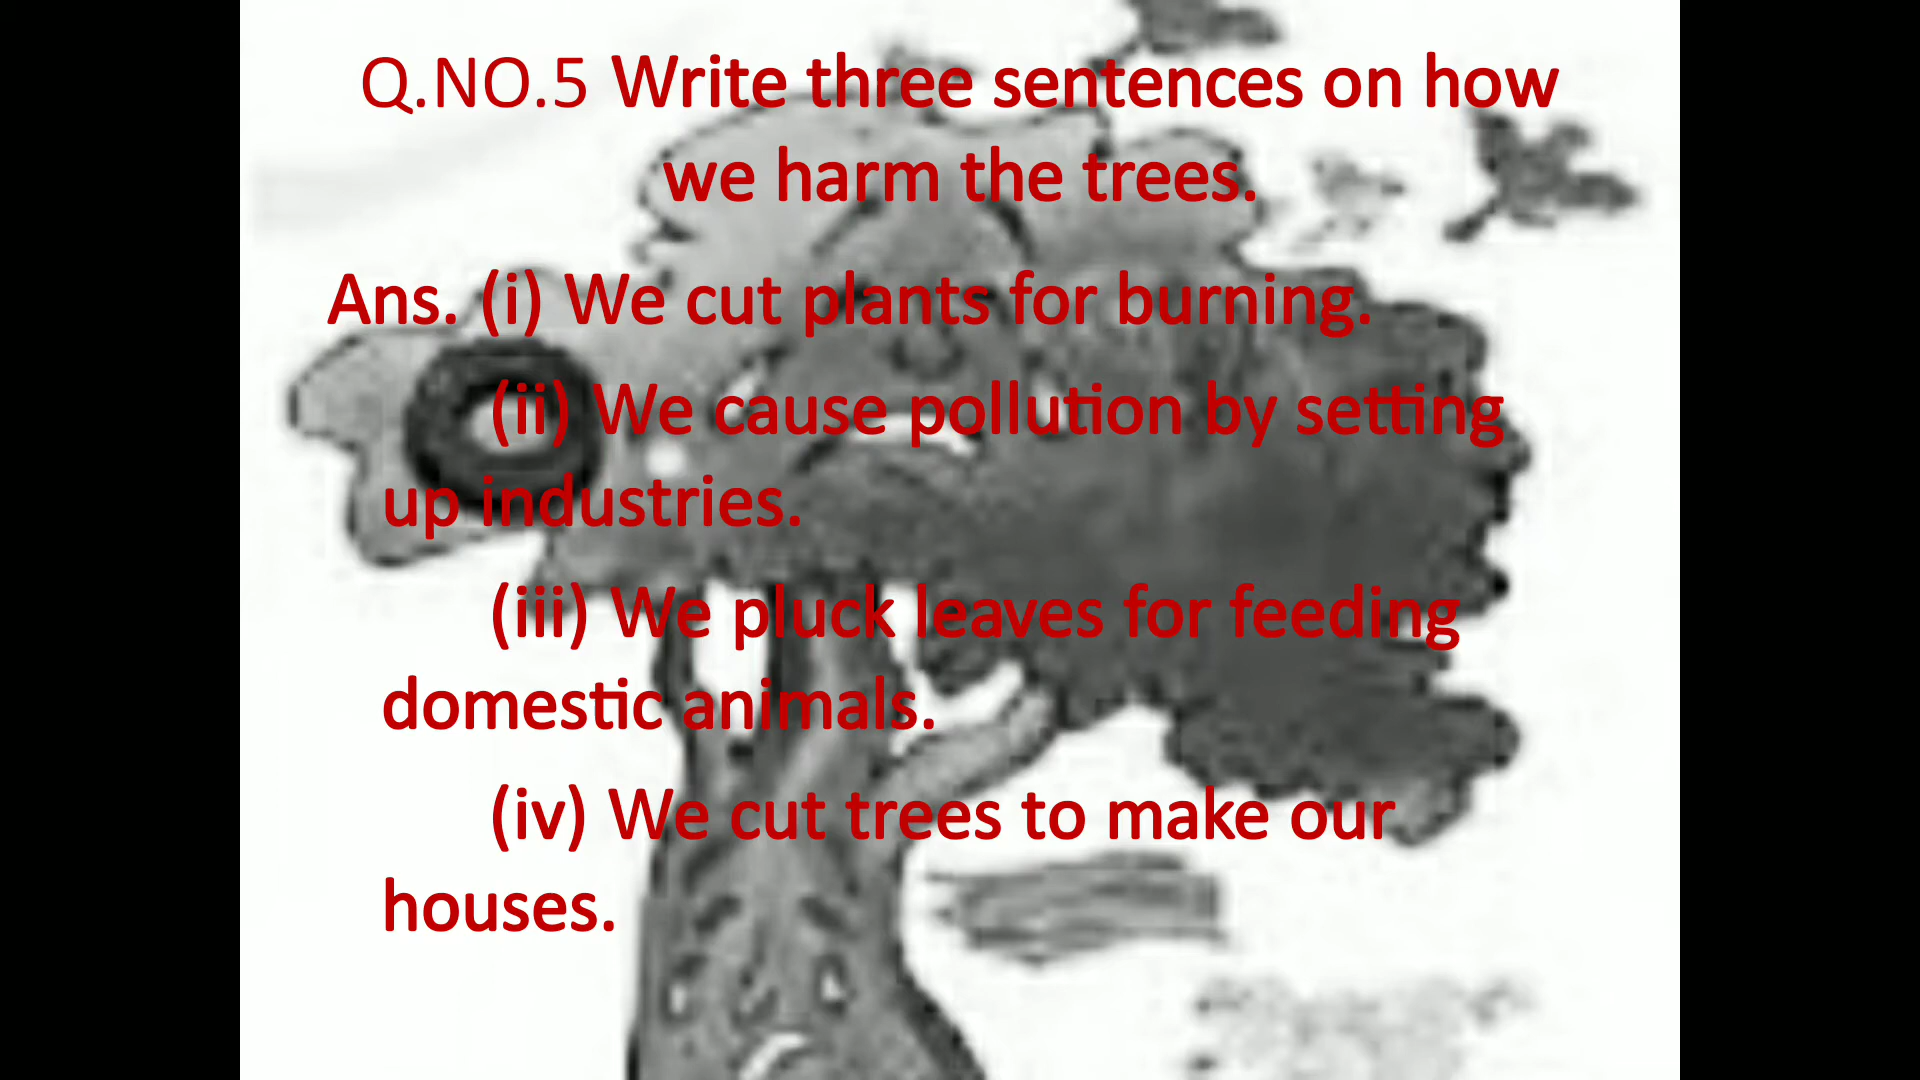 Q.NO.5 Write three sentences on how
we harm the trees.
Ans. (i) We cut plants for burning.
(ii) We cause pollution by setting
up industries.
(iii) We pluck leaves for feeding
domestic animals.
(iv) We cut trees to make our
houses.